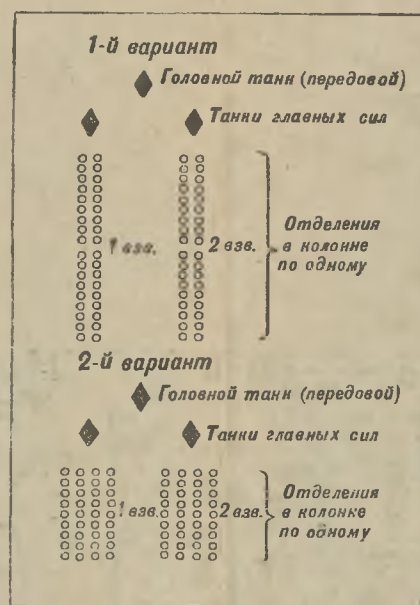 1-й вариант
Головной танк (передовой)
Танки главных сил
1 взв.
2 взв.
Отделения
в колонне
по одному
2-й вариант
Головной танк (передовой)
Танки главных сил
1 взв.
2 взв.
Отделения
в колонне
по одному